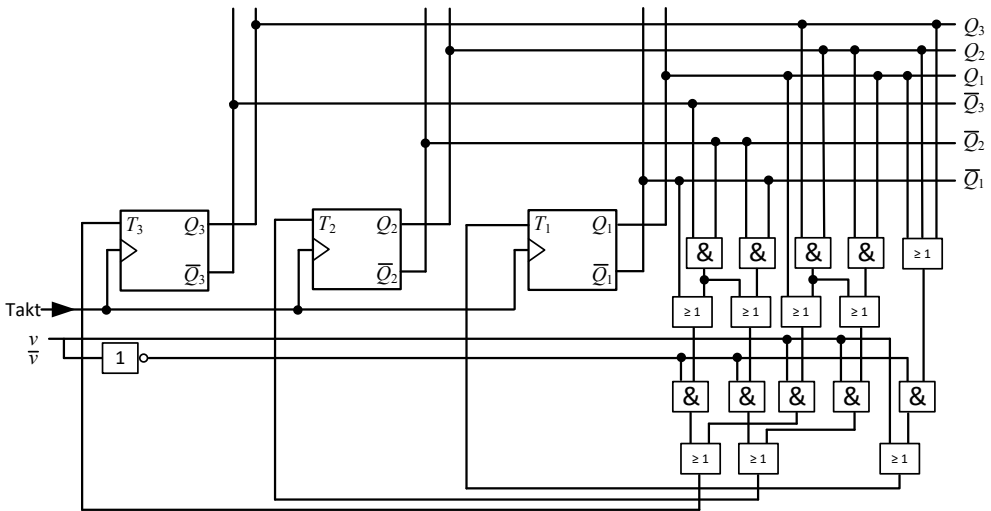 Q₃
Q₂
Q₁
Q̅₃
Q̅₂
Q̅₁
T₃ Q₃
Q̅₃
T₂ Q₂
Q̅₂
T₁ Q₁
Q̅₁
& & & & ≥ 1
Takt
≥ 1 ≥ 1 ≥ 1 ≥ 1
v
v̅
1
& & & & &
≥ 1 ≥ 1 ≥ 1